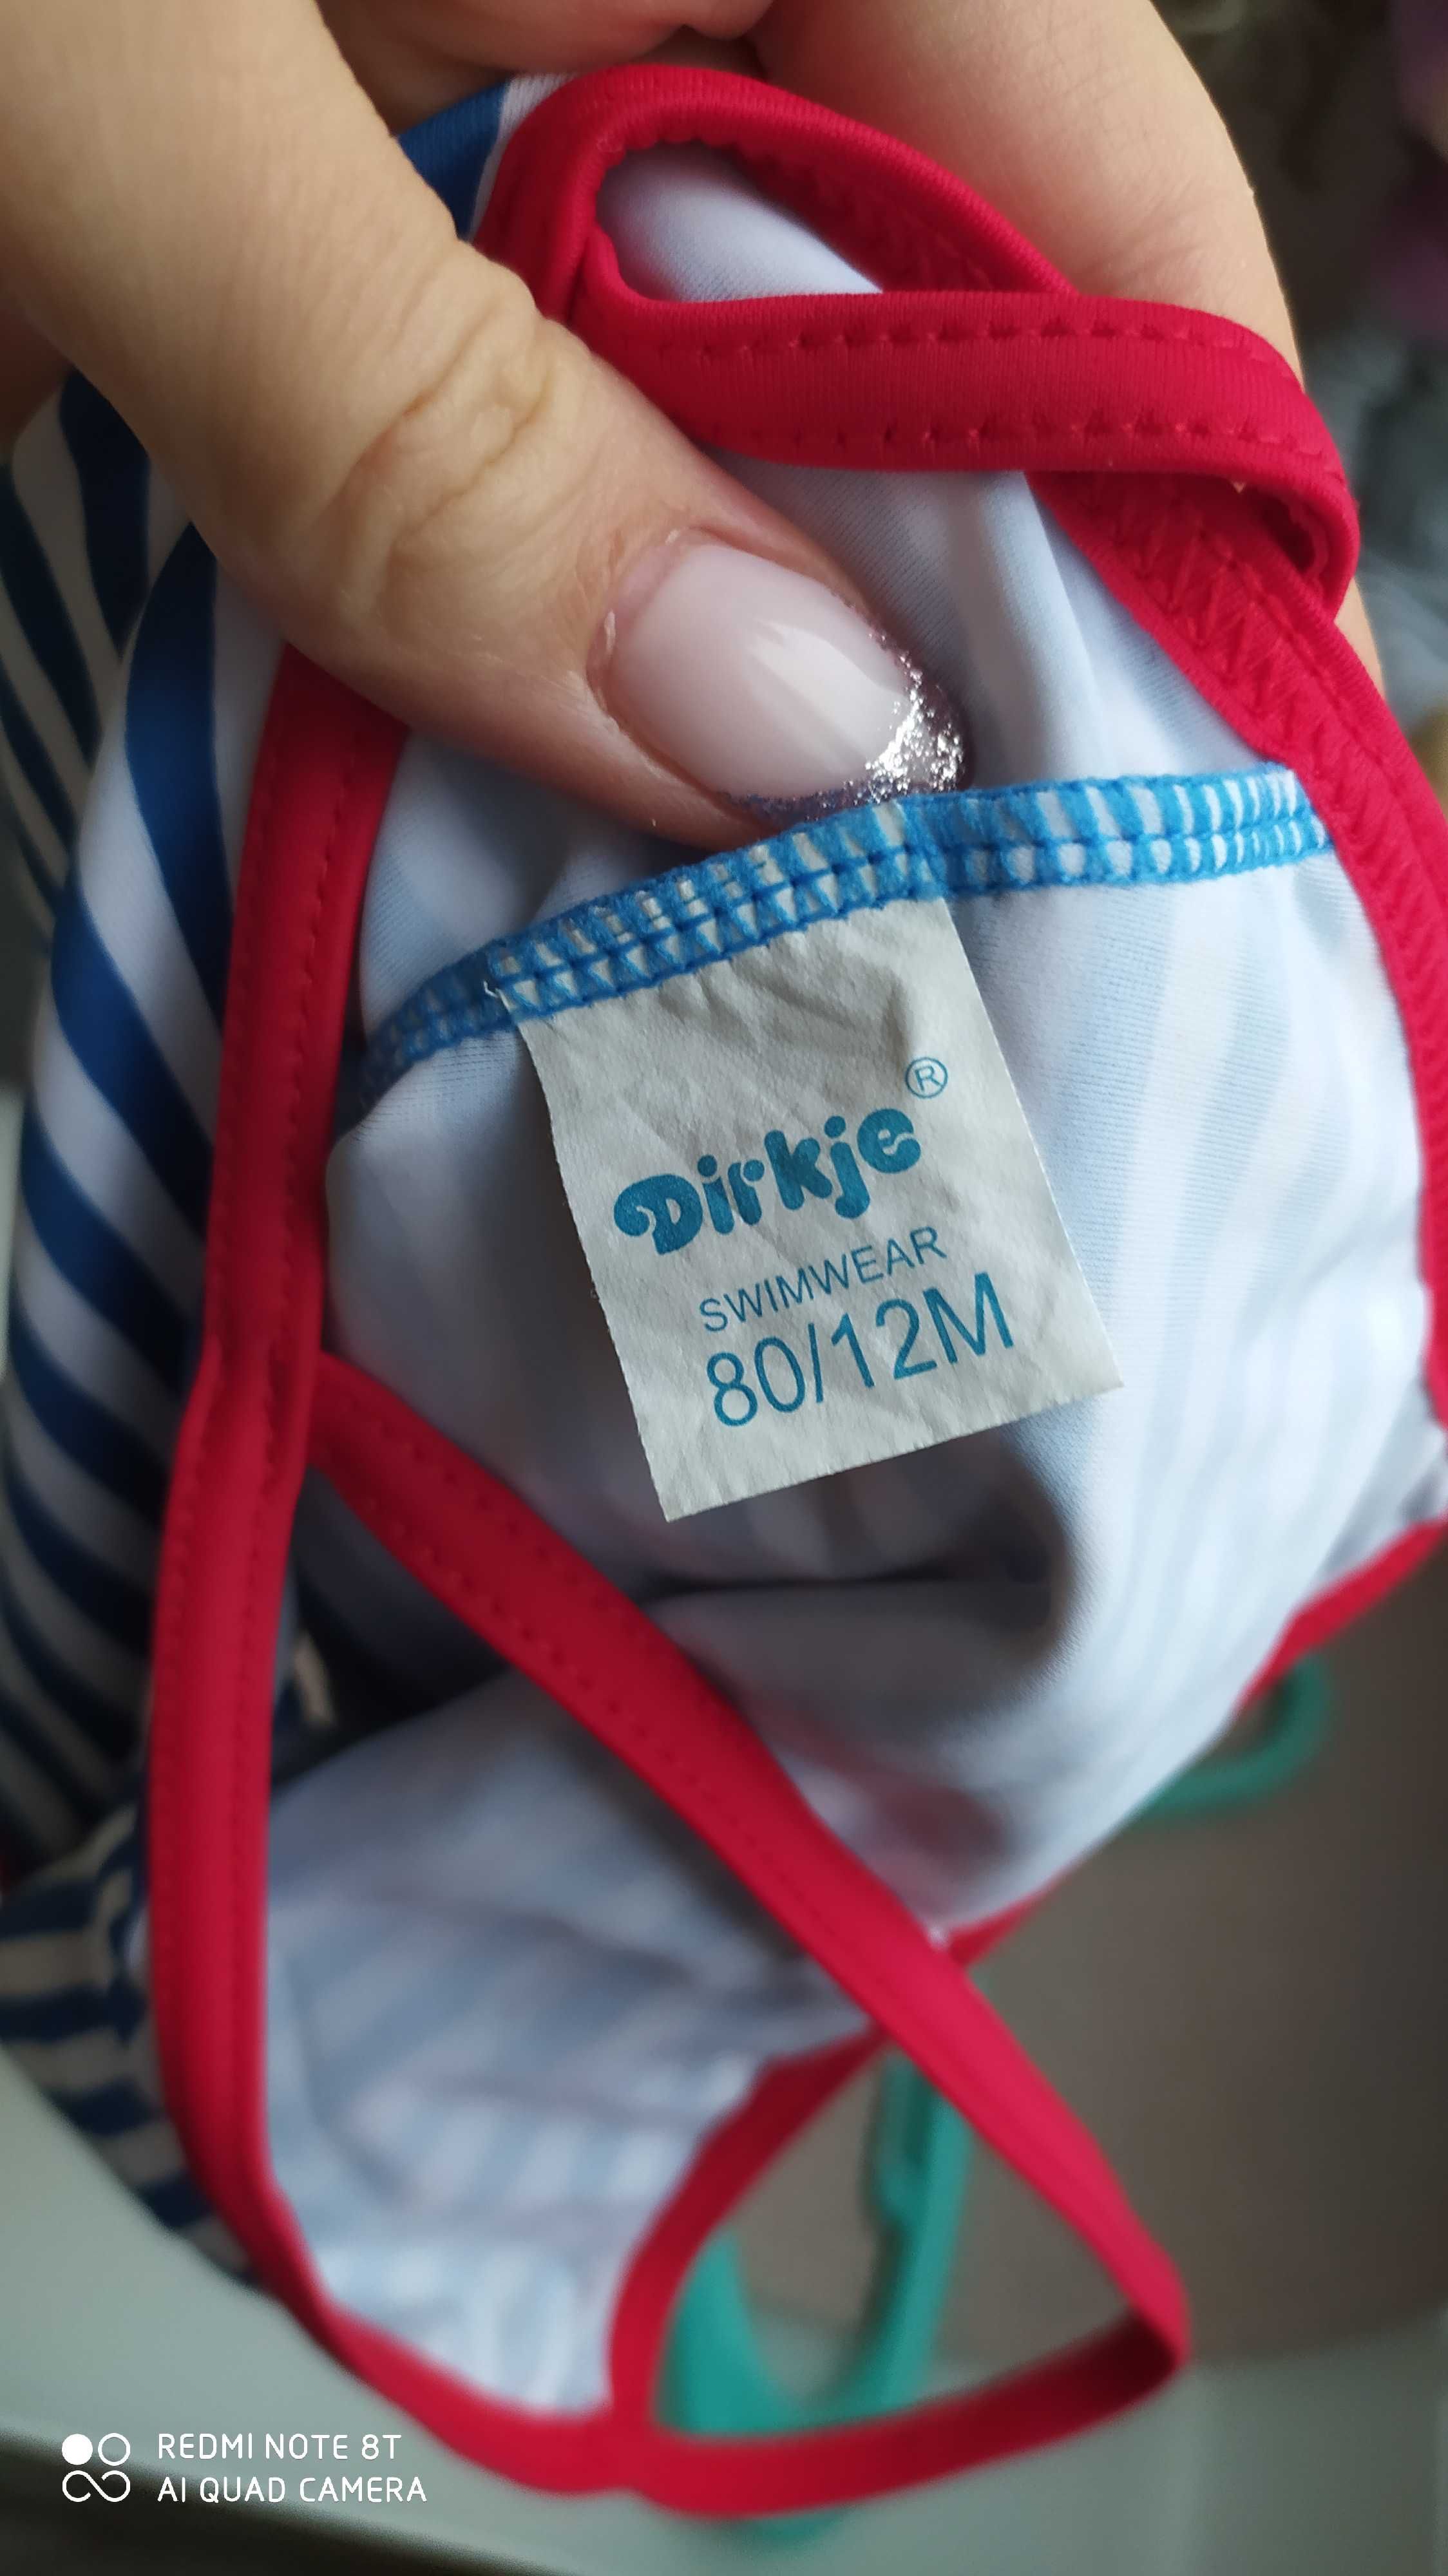 Dirkje®
SWIMWEAR
80/12M
REDMI NOTE 8T
AI QUAD CAMERA